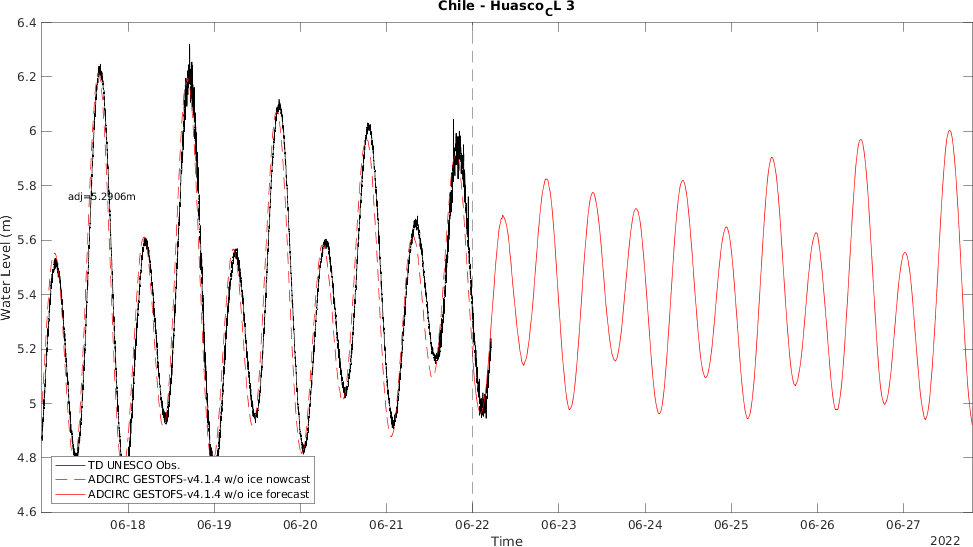 Chile - Huasco_CL 3
6.4
6.2
6
5.8
5.6
5.4
5.2
5
4.8
4.6
Water Level (m)
adj=5.2906m
TD UNESCO Obs.
ADCIRC GESTOFS-v4.1.4 w/o ice nowcast
ADCIRC GESTOFS-v4.1.4 w/o ice forecast
06-18 06-19 06-20 06-21 06-22 06-23 06-24 06-25 06-26 06-27
Time
2022